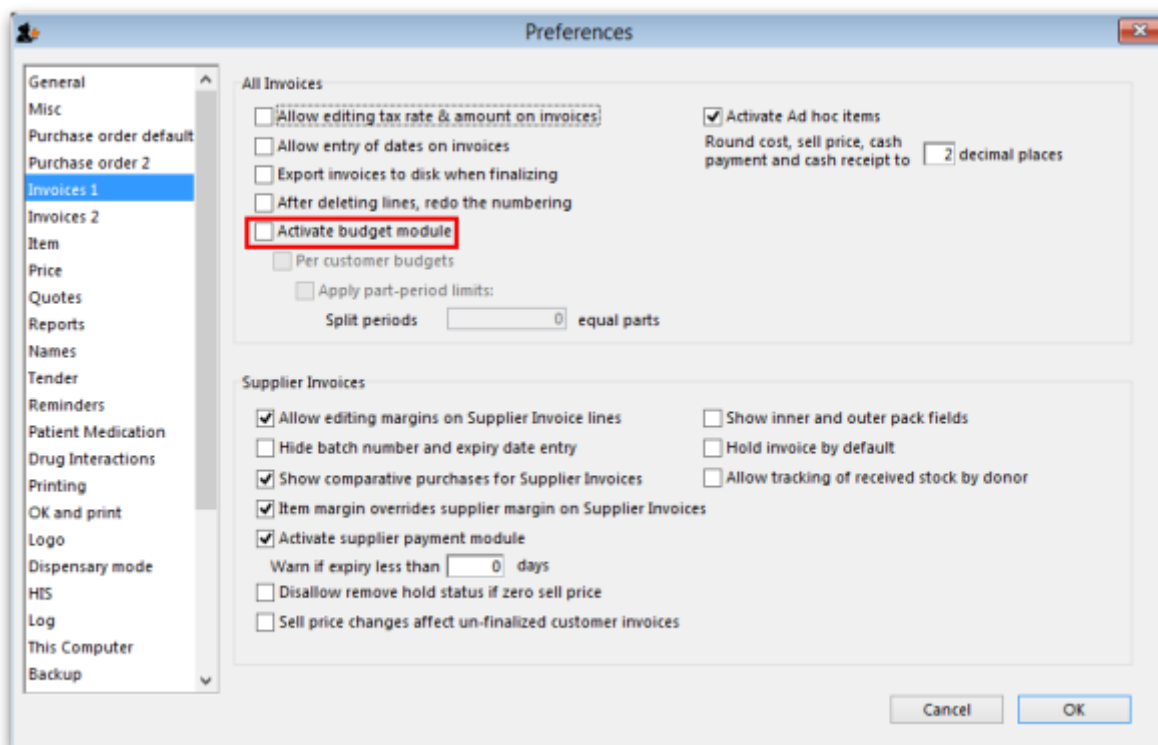 Preferences
General
Misc
Purchase order default
Purchase order 2
Invoices 1
Invoices 2
Item
Price
Quotes
Reports
Names
Tender
Reminders
Patient Medication
Drug Interactions
Printing
OK and print
Logo
Dispensary mode
HIS
Log
This Computer
Backup
All Invoices
Allow editing tax rate & amount on invoices
Allow entry of dates on invoices
Export invoices to disk when finalizing
After deleting lines, redo the numbering
Activate budget module
Per customer budgets
Apply part-period limits:
Split periods 0 equal parts
Activate Ad hoc items
Round cost, sell price, cash
payment and cash receipt to 2 decimal places
Supplier Invoices
Allow editing margins on Supplier Invoice lines
Hide batch number and expiry date entry
Show comparative purchases for Supplier Invoices
Item margin overrides supplier margin on Supplier Invoices
Activate supplier payment module
Warn if expiry less than 0 days
Disallow remove hold status if zero sell price
Sell price changes affect un-finalized customer invoices
Show inner and outer pack fields
Hold invoice by default
Allow tracking of received stock by donor
Cancel
OK